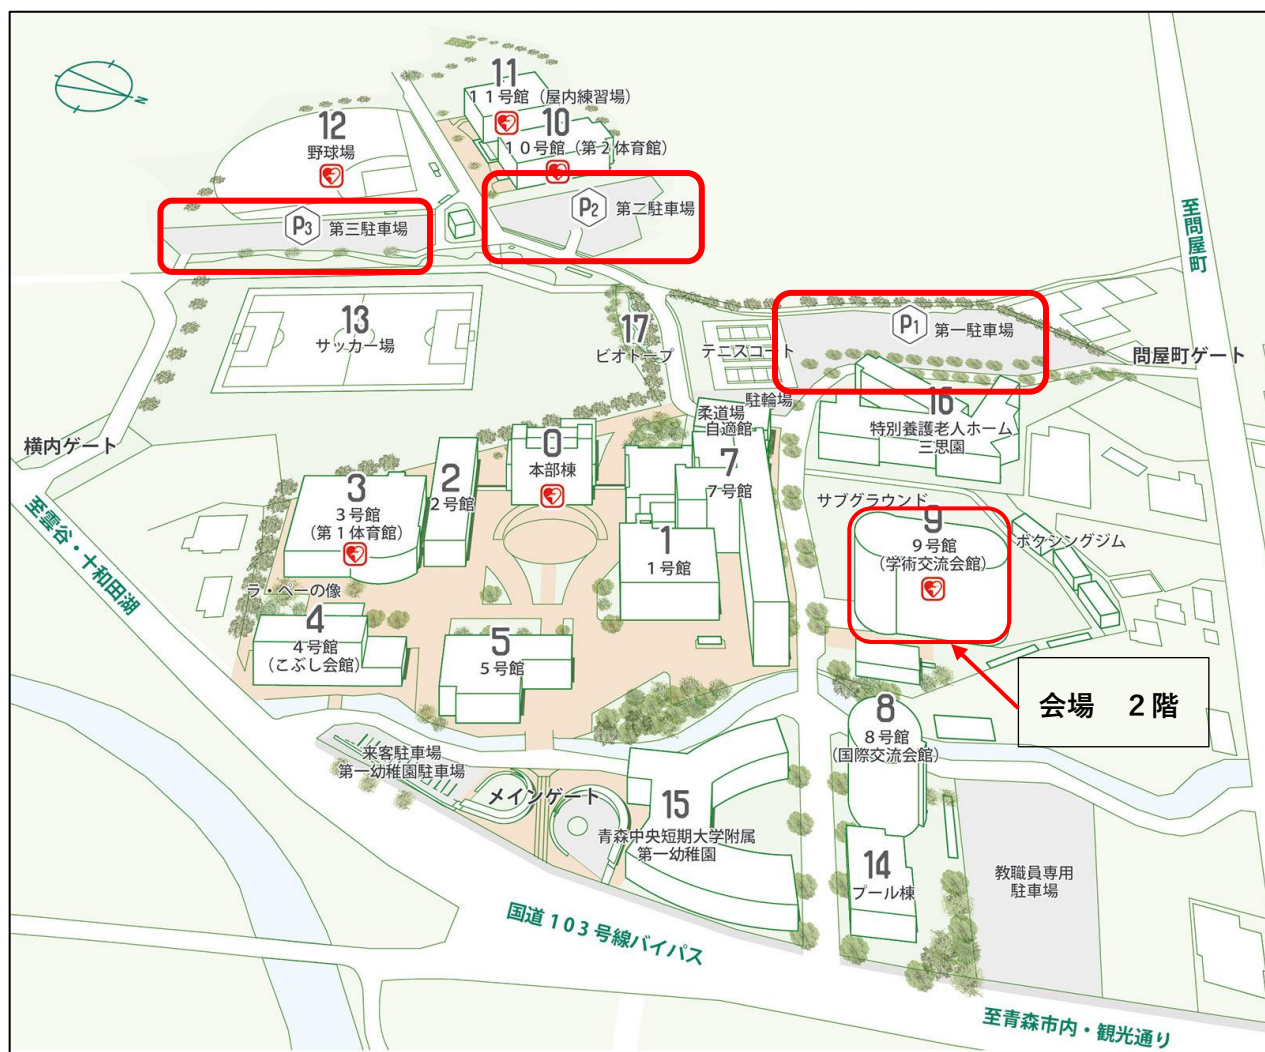 N
11
11号館（屋内練習場）
10
10号館（第２体育館）
12
野球場
P3 第三駐車場
P2 第二駐車場
至問屋町
P1 第一駐車場
問屋町ゲート
13
サッカー場
17
ビオトープ
テニスコート
駐輪場
柔道場
自適館
16
特別養護老人ホーム
三思園
横内ゲート
至雲谷・十和田湖
0
本部棟
2
２号館
3
３号館
（第１体育館）
7
７号館
1
１号館
サブグラウンド
9
９号館
（学術交流会館）
ボクシングジム
ラ・ペーの像
4
４号館
（こぶし会館）
5
５号館
会場　２階
8
８号館
（国際交流会館）
来客駐車場
第一幼稚園駐車場
メインゲート
15
青森中央短期大学附属
第一幼稚園
14
プール棟
教職員専用
駐車場
国道103号線バイパス
至青森市内・観光通り